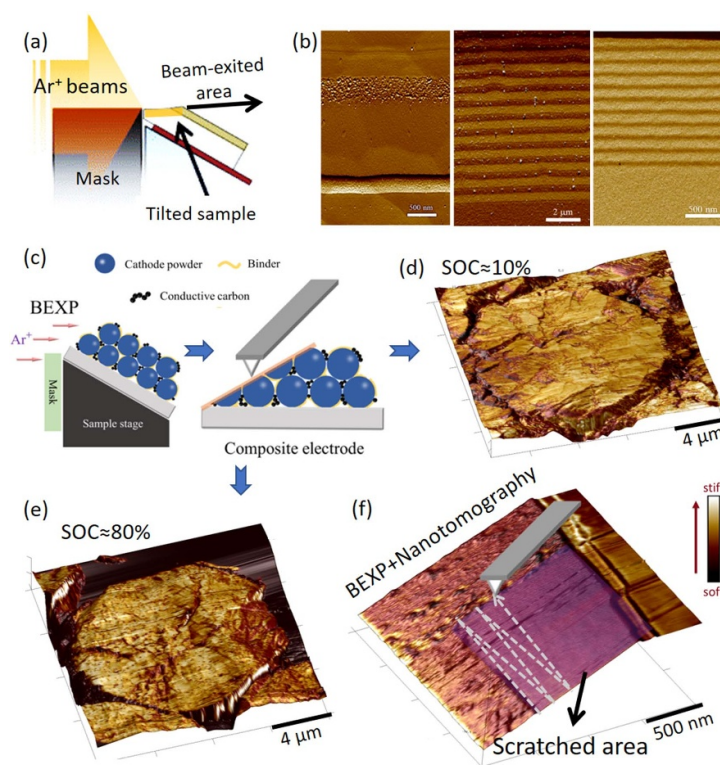 (a)
Ar⁺ beams
Beam-exited
area
Mask
Tilted sample
(b)
500 nm
2 μm
500 nm
(c)
Cathode powder
Binder
Conductive carbon
BEXP
Ar⁺
Mask
Sample stage
Composite electrode
(d)
SOC≈10%
4 μm
(e)
SOC≈80%
4 μm
(f)
BEXP+Nanotomography
Scratched area
500 nm